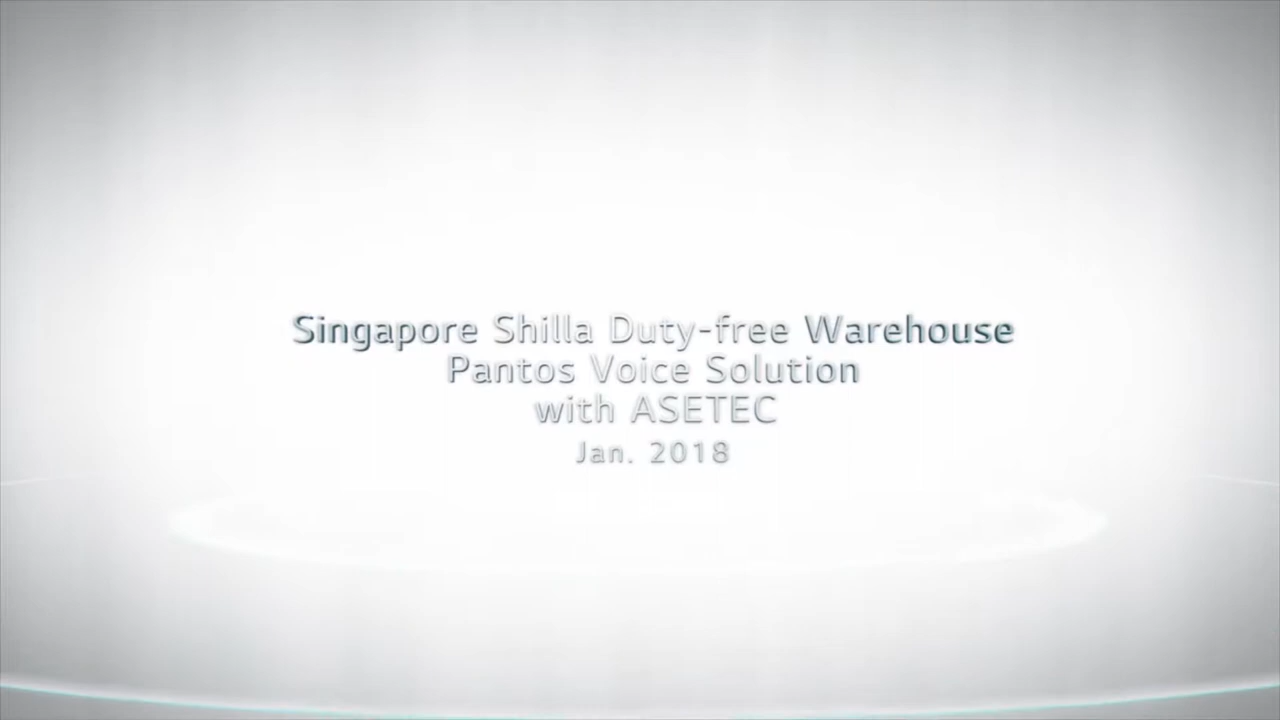 Singapore Shilla Duty-free Warehouse
Pantos Voice Solution
with ASETEC
Jan. 2018